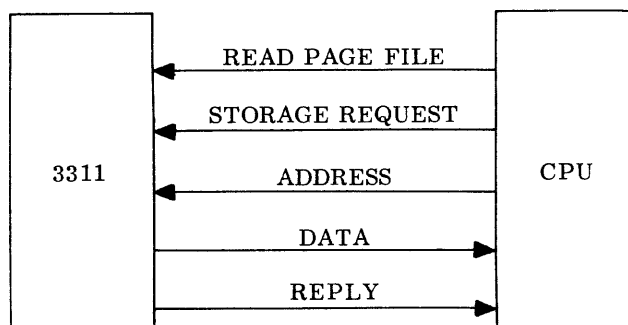 READ PAGE FILE
STORAGE REQUEST
3311
ADDRESS
CPU
DATA
REPLY